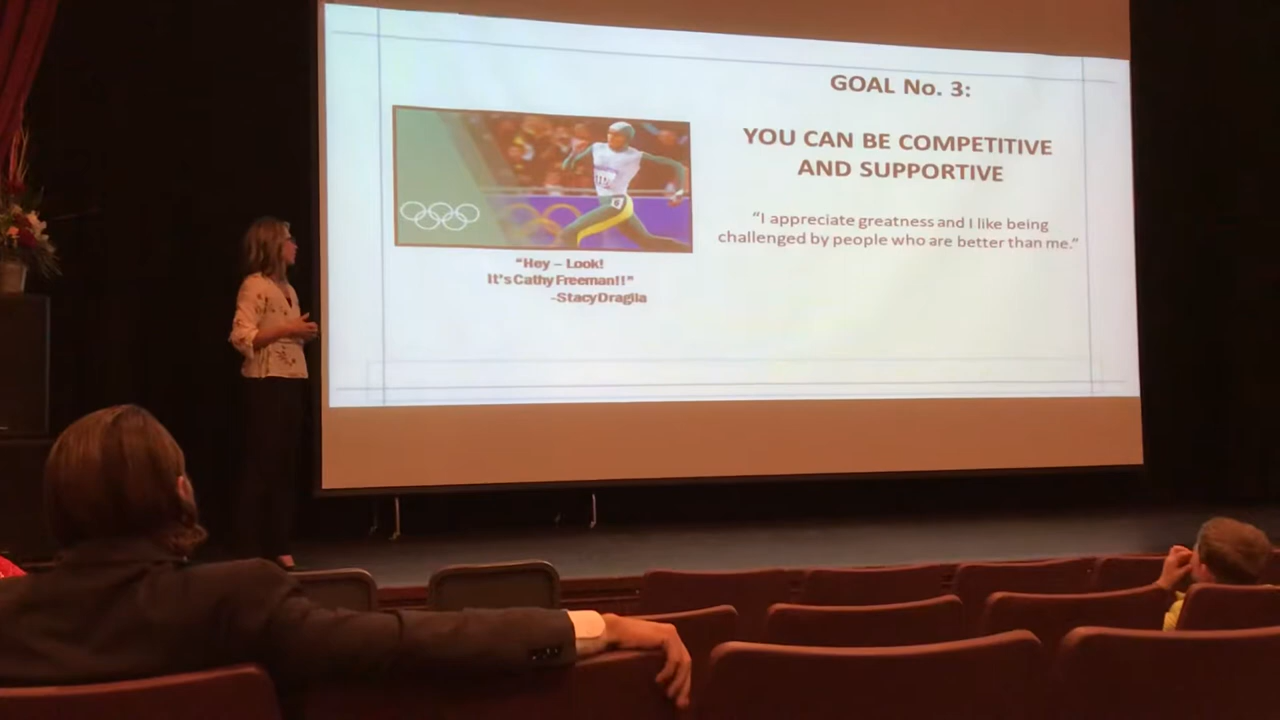 GOAL No. 3:
YOU CAN BE COMPETITIVE
AND SUPPORTIVE
“I appreciate greatness and I like being
challenged by people who are better than me.”
“Hey – Look!
It's Cathy Freeman!!”
-Stacy Dragila